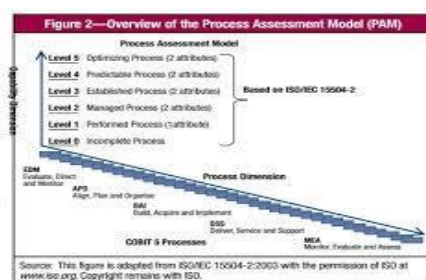 Figure 2—Overview of the Process Assessment Model (PAM)
Process Assessment Model
Level 5 Optimizing Process (2 attributes)
Level 4 Predictable Process (2 attributes)
Level 3 Established Process (2 attributes)
Level 2 Managed Process (2 attributes)
Level 1 Performed Process (1attribute)
Level 0 Incomplete Process
Based on ISO/IEC 15504-2
Capability Dimension
Process Dimension
EDM
Evaluate, Direct
and Monitor
APO
Align, Plan and Organise
BAI
Build, Acquire and Implement
DSS
Deliver, Service and Support
MEA
Monitor, Evaluate and Assess
COBIT 5 Processes
Source: This figure is adapted from ISO/IEC 15504-2:2003 with the permission of ISO at
www.iso.org. Copyright remains with ISO.